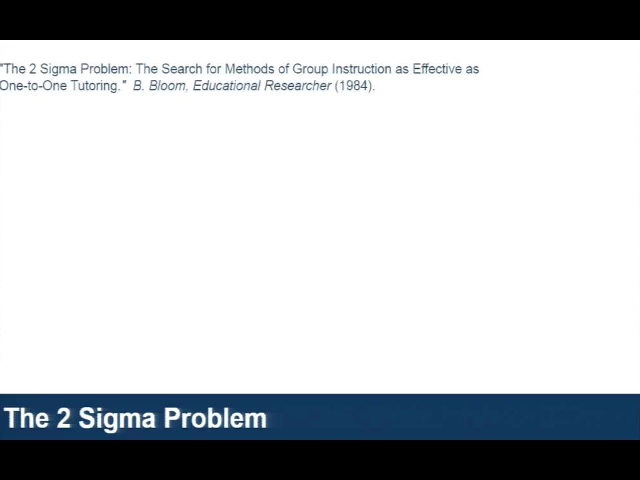 "The 2 Sigma Problem: The Search for Methods of Group Instruction as Effective as
One-to-One Tutoring." B. Bloom, Educational Researcher (1984).
The 2 Sigma Problem